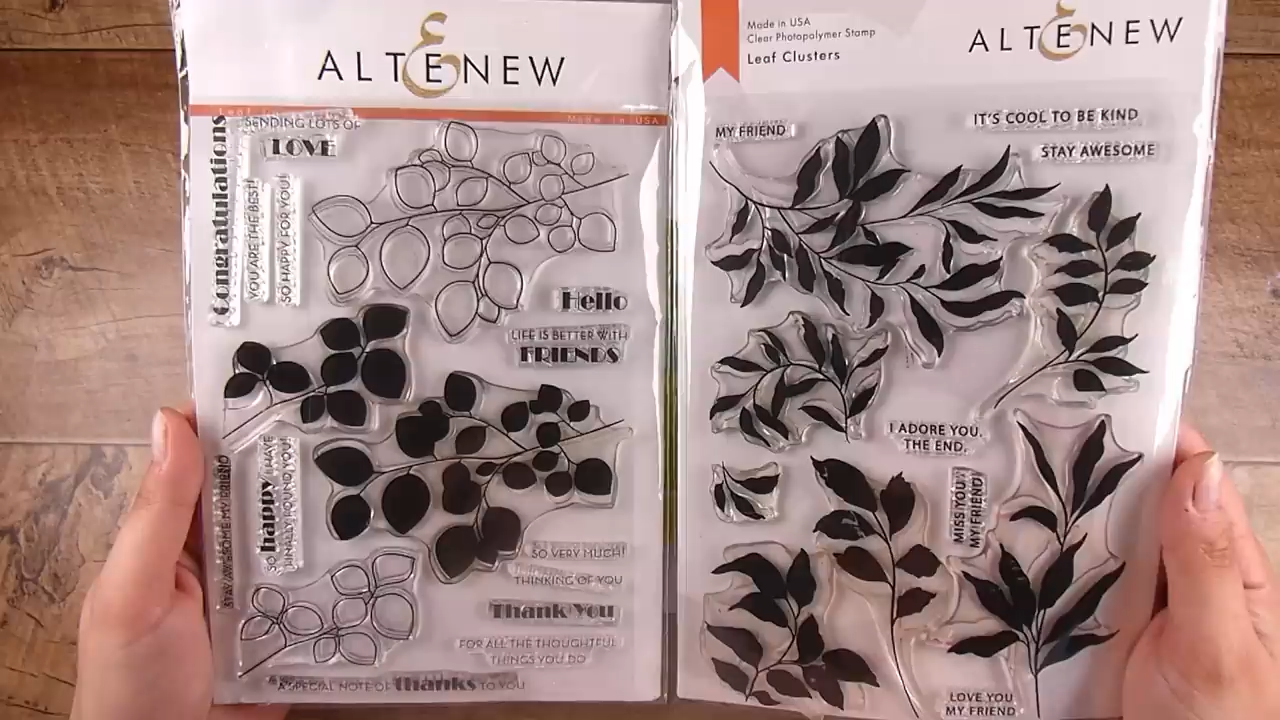 ALTENEW
Made in USA
SENDING LOTS OF
LOVE
Congratulations
YOU ARE THE BEST!
SO HAPPY FOR YOU!
Hello
LIFE IS BETTER WITH
FRIENDS
STAY AWESOME MY FRIEND
SO happy I HAVE
FINALLY FOUND YOU!
SO VERY MUCH!
THINKING OF YOU
Thank You
FOR ALL THE THOUGHTFUL
THINGS YOU DO
A SPECIAL NOTE OF thanks TO YOU
Made in USA
Clear Photopolymer Stamp
Leaf Clusters
ALTENEW
MY FRIEND
IT'S COOL TO BE KIND
STAY AWESOME
I ADORE YOU.
THE END.
MISS YOU
MY FRIEND!
LOVE YOU
MY FRIEND